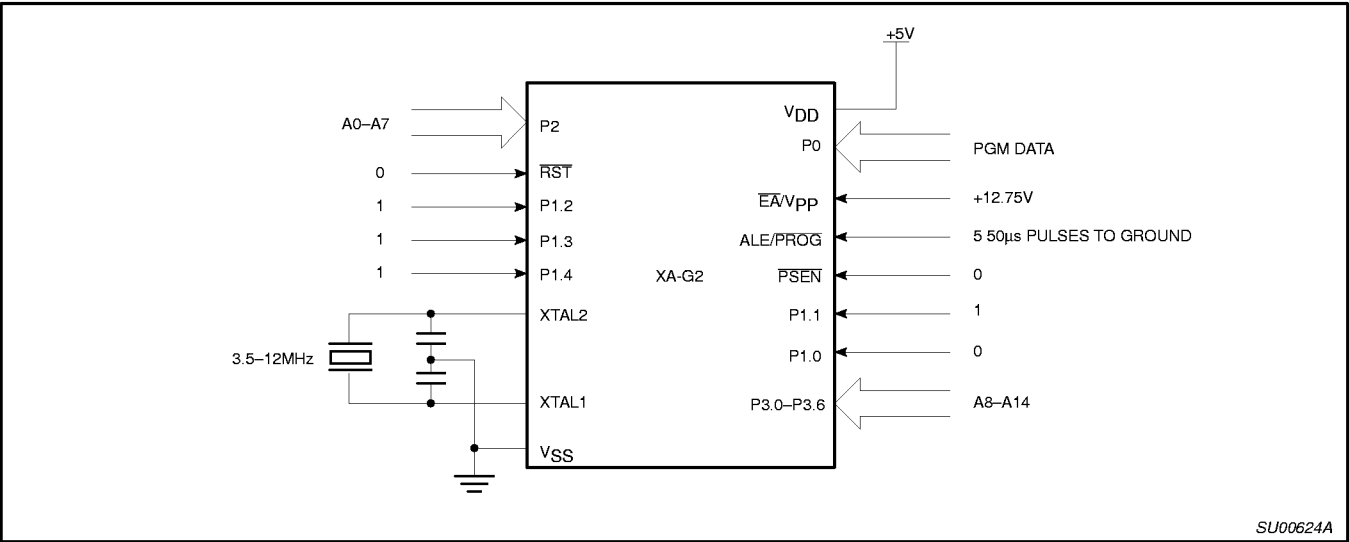 +5V
A0–A7
P2
VDD
P0
PGM DATA
0
RST
EA/VPP
+12.75V
1
P1.2
1
P1.3
ALE/PROG
5 50µs PULSES TO GROUND
1
P1.4
XA-G2
PSEN
0
XTAL2
P1.1
1
3.5–12MHz
P1.0
0
XTAL1
P3.0–P3.6
A8–A14
VSS
SU00624A